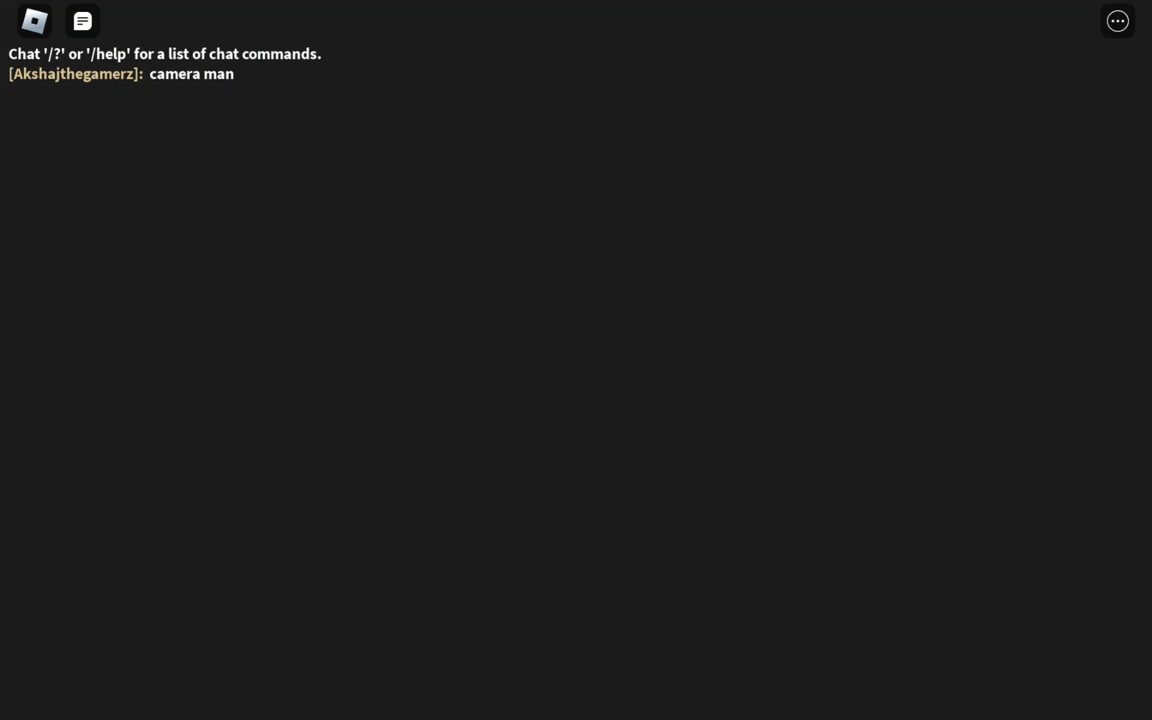 Chat '/?' or '/help' for a list of chat commands.
[Akshajthegamerz]: camera man